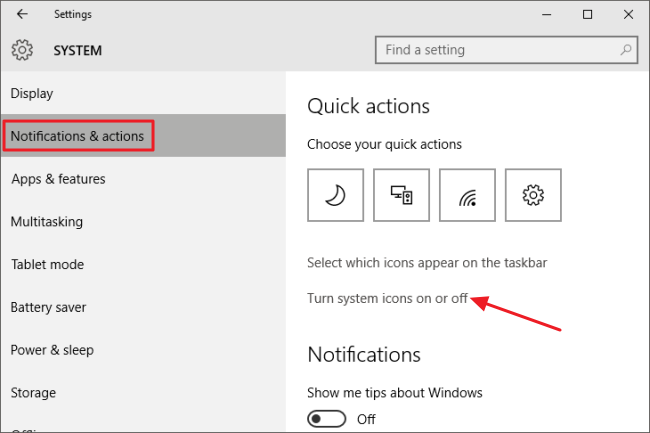 Settings
SYSTEM
Find a setting
Display
Notifications & actions
Apps & features
Multitasking
Tablet mode
Battery saver
Power & sleep
Storage
Quick actions
Choose your quick actions
Select which icons appear on the taskbar
Turn system icons on or off
Notifications
Show me tips about Windows
Off